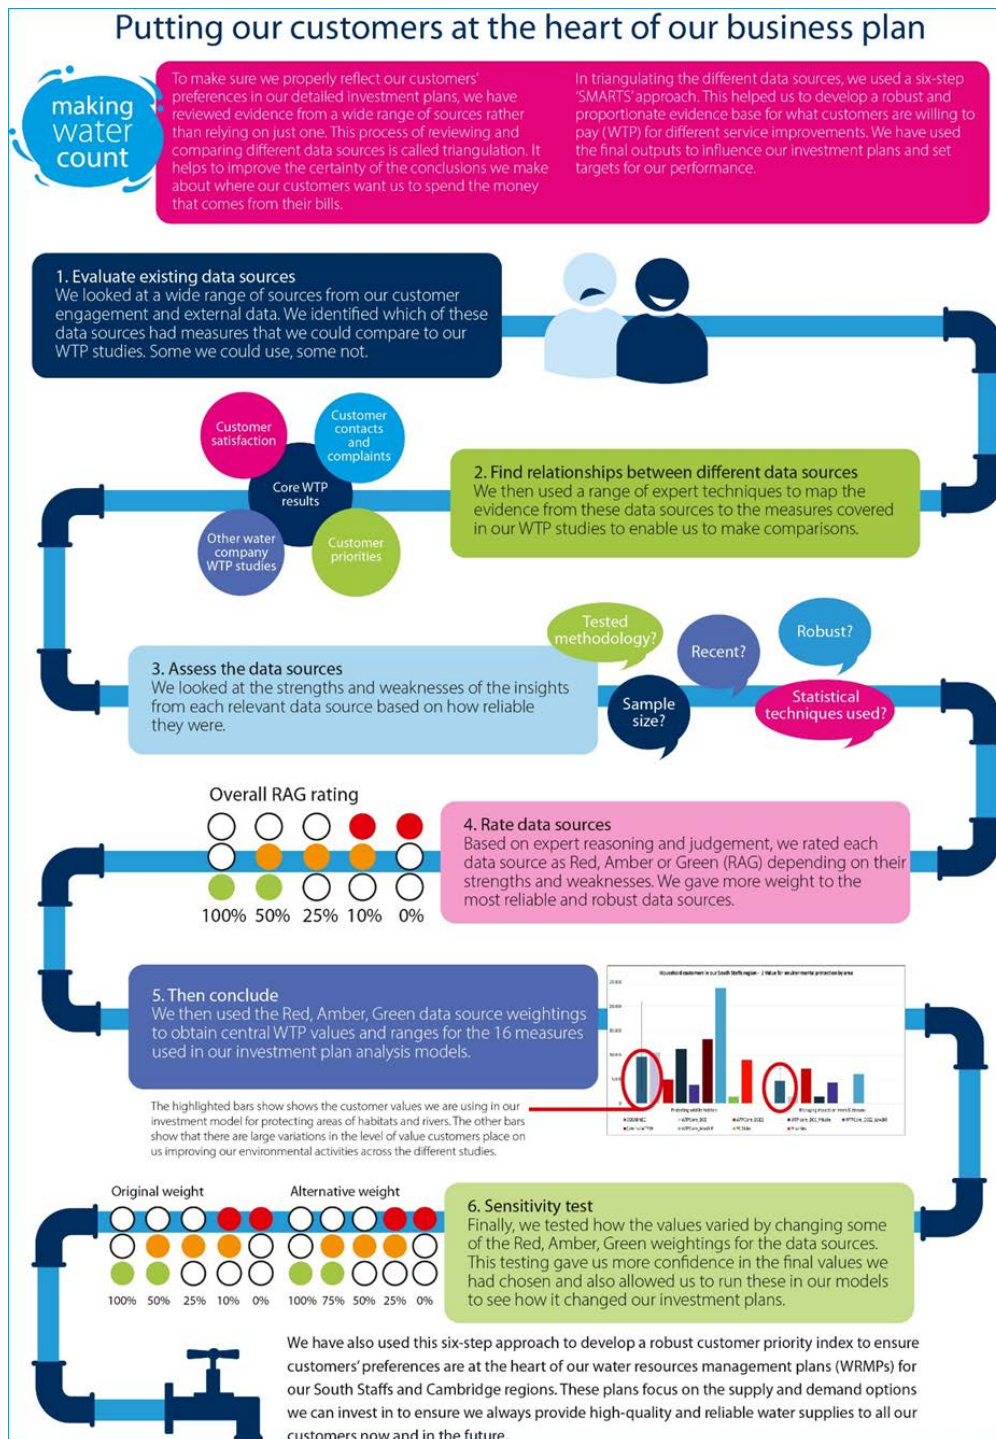 Putting our customers at the heart of our business plan
making
water
count
To make sure we properly reflect our customers'
preferences in our detailed investment plans, we have
reviewed evidence from a wide range of sources rather
than relying on just one. This process of reviewing and
comparing different data sources is called triangulation. It
helps to improve the certainty of the conclusions we make
about where our customers want us to spend the money
that comes from their bills.
In triangulating the different data sources, we used a six-step
'SMARTS' approach. This helped us to develop a robust and
proportionate evidence base for what customers are willing to
pay (WTP) for different service improvements. We have used
the final outputs to influence our investment plans and set
targets for our performance.
1. Evaluate existing data sources
We looked at a wide range of sources from our customer
engagement and external data. We identified which of these
data sources had measures that we could compare to our
WTP studies. Some we could use, some not.
Customer
satisfaction
Customer
contacts
and
complaints
Core WTP
results
Other water
company
WTP studies
Customer
priorities
2. Find relationships between different data sources
We then used a range of expert techniques to map the
evidence from these data sources to the measures covered
in our WTP studies to enable us to make comparisons.
3. Assess the data sources
We looked at the strengths and weaknesses of the insights
from each relevant data source based on how reliable
they were.
Tested
methodology?
Recent?
Robust?
Sample
size?
Statistical
techniques used?
Overall RAG rating
100% 50% 25% 10% 0%
4. Rate data sources
Based on expert reasoning and judgement, we rated each
data source as Red, Amber or Green (RAG) depending on their
strengths and weaknesses. We gave more weight to the
most reliable and robust data sources.
5. Then conclude
We then used the Red, Amber, Green data source weightings
to obtain central WTP values and ranges for the 16 measures
used in our investment plan analysis models.
Household customers in our South Staffs region - £ Value for environmental protection by area
Protecting wildlife habitats
The highlighted bars show shows the customer values we are using in our
investment model for protecting areas of habitats and rivers. The other bars
show that there are large variations in the level of value customers place on
us improving our environmental activities across the different studies.
Original weight
Alternative weight
100% 50% 25% 10% 0%
100% 75% 50% 25% 0%
6. Sensitivity test
Finally, we tested how the values varied by changing some
of the Red, Amber, Green weightings for the data sources.
This testing gave us more confidence in the final values we
had chosen and also allowed us to run these in our models
to see how it changed our investment plans.
We have also used this six-step approach to develop a robust customer priority index to ensure
customers' preferences are at the heart of our water resources management plans (WRMPs) for
our South Staffs and Cambridge regions. These plans focus on the supply and demand options
we can invest in to ensure we always provide high-quality and reliable water supplies to all our
customers now and in the future.